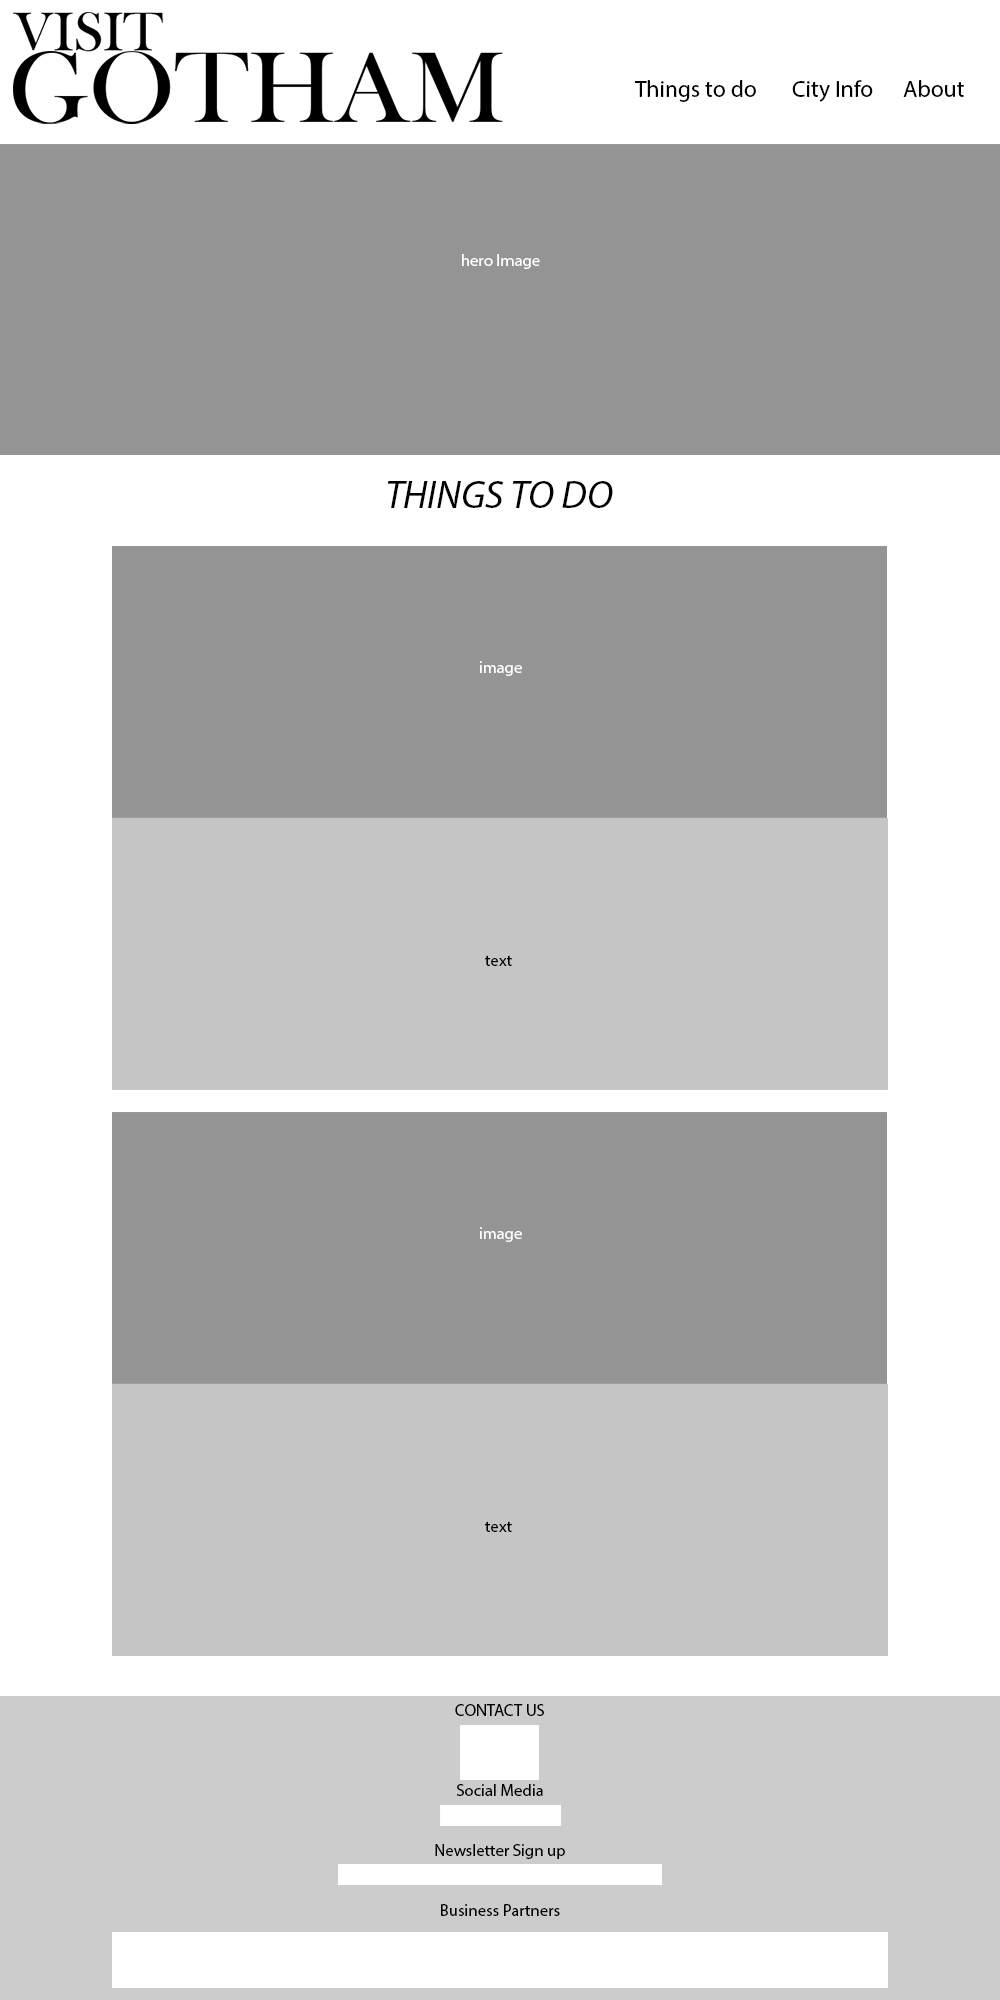 VISIT
GOTHAM
Things to do City Info About
hero Image
THINGS TO DO
image
text
image
text
CONTACT US
Social Media
Newsletter Sign up
Business Partners